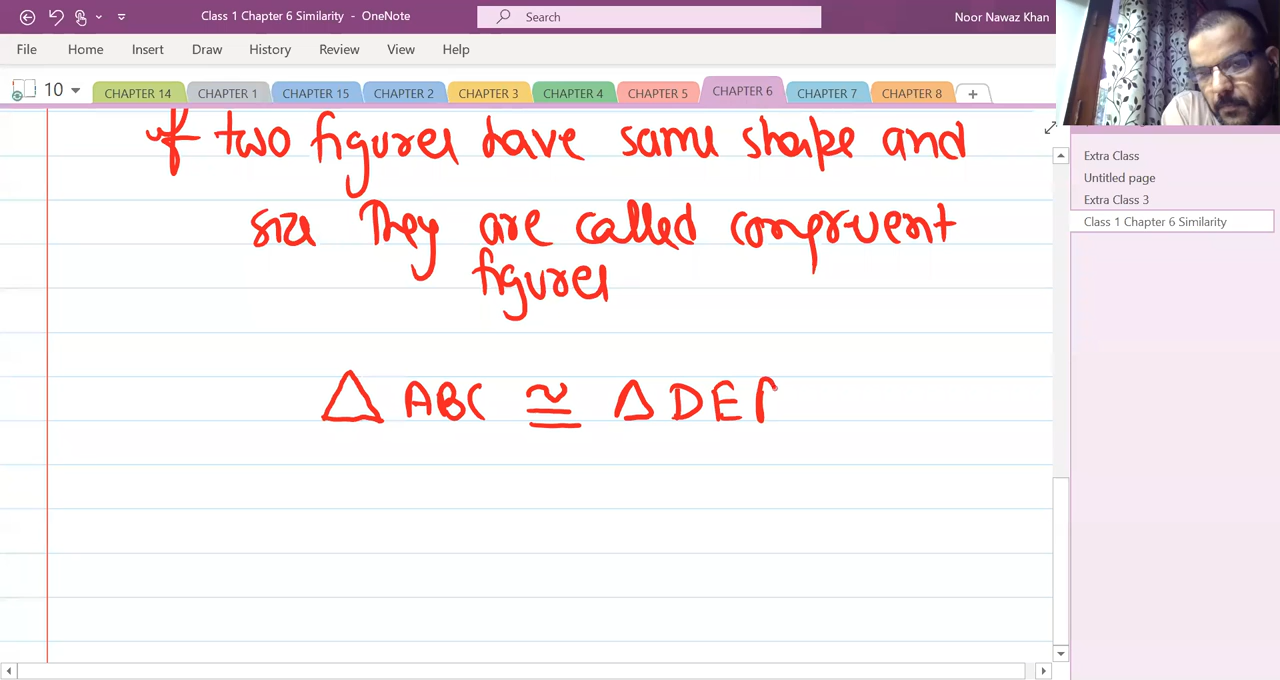 Class 1 Chapter 6 Similarity - OneNote
Search
Noor Nawaz Khan
File Home Insert Draw History Review View Help
10 CHAPTER 14 CHAPTER 1 CHAPTER 15 CHAPTER 2 CHAPTER 3 CHAPTER 4 CHAPTER 5 CHAPTER 6 CHAPTER 7 CHAPTER 8 +
Extra Class
Untitled page
Extra Class 3
Class 1 Chapter 6 Similarity
if two figures have same shape and
size They are called congruent
figures
△ ABC ≅ △ DE